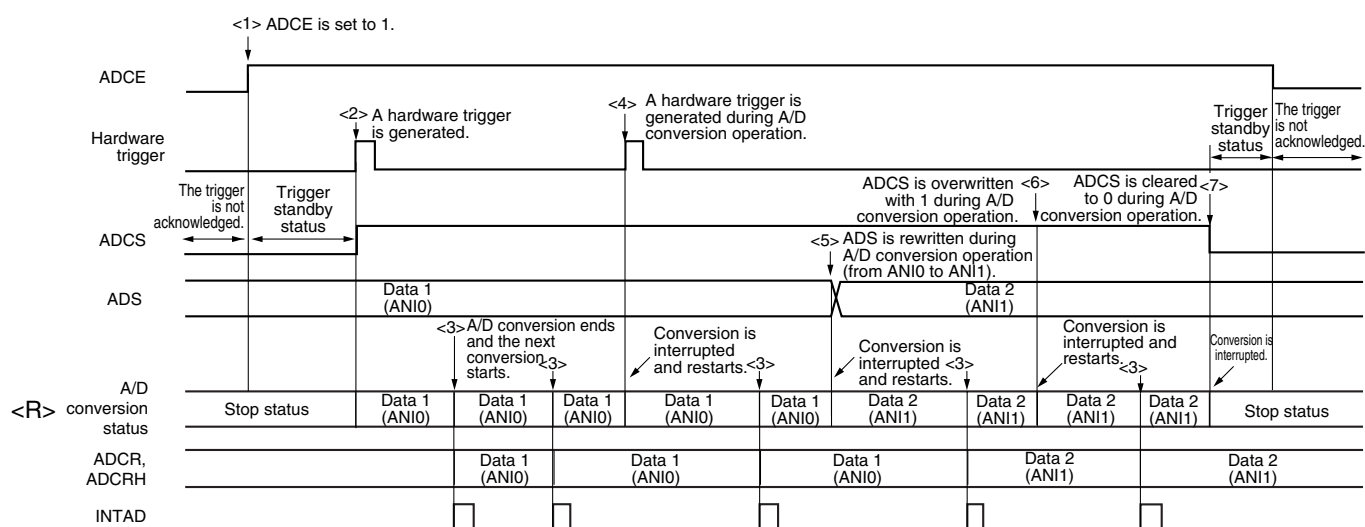 <1> ADCE is set to 1.
ADCE
<2> A hardware trigger
is generated.
<4> A hardware trigger is
generated during A/D
conversion operation.
Trigger
standby
status
The trigger
is not
acknowledged.
Hardware
trigger
The trigger
is not
acknowledged.
Trigger
standby
status
ADCS is overwritten
with 1 during A/D
conversion operation.
<6>
ADCS is cleared
to 0 during A/D
conversion operation.
<7>
ADCS
<5> ADS is rewritten during
A/D conversion operation
(from ANI0 to ANI1).
ADS
Data 1
(ANI0)
Data 2
(ANI1)
<3> A/D conversion ends
and the next
conversion
starts.
<3>
Conversion is
interrupted
and restarts.
<3>
Conversion is
interrupted
and restarts.
<3>
Conversion is
interrupted and
restarts.
<3>
Conversion is
interrupted.
<R>
A/D
conversion
status
Stop status
Data 1
(ANI0)
Data 1
(ANI0)
Data 1
(ANI0)
Data 1
(ANI0)
Data 1
(ANI0)
Data 2
(ANI1)
Data 2
(ANI1)
Data 2
(ANI1)
Data 2
(ANI1)
Stop status
ADCR,
ADCRH
Data 1
(ANI0)
Data 1
(ANI0)
Data 1
(ANI0)
Data 2
(ANI1)
Data 2
(ANI1)
INTAD